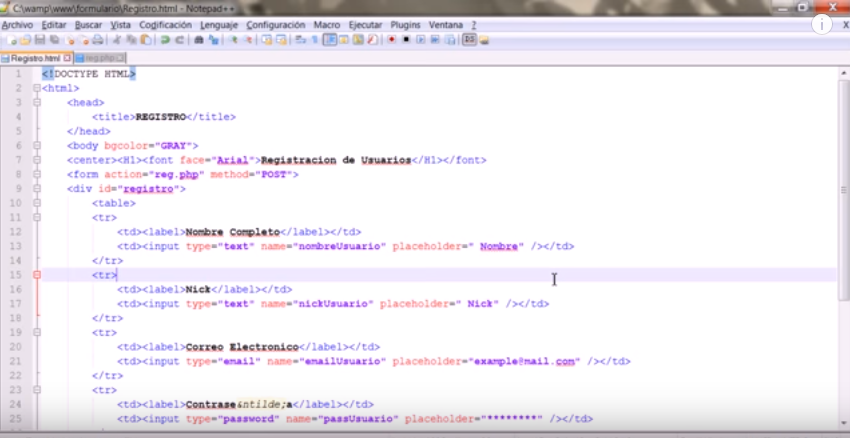 C:\wamp\www\formulario\Registro.html - Notepad++
Archivo Editar Buscar Vista Codificación Lenguaje Configuración Macro Ejecutar Plugins Ventana ? X
Registro.html reg.php
1 <!DOCTYPE HTML>
2 <html>
3 <head>
4 <title>REGISTRO</title>
5 </head>
6 <body bgcolor="GRAY">
7 <center><H1><font face="Arial">Registracion de Usuarios</H1></font>
8 <form action="reg.php" method="POST">
9 <div id="registro">
10 <table>
11 <tr>
12 <td><label>Nombre Completo</label></td>
13 <td><input type="text" name="nombreUsuario" placeholder=" Nombre" /></td>
14 </tr>
15 <tr>
16 <td><label>Nick</label></td>
17 <td><input type="text" name="nickUsuario" placeholder=" Nick" /></td>
18 </tr>
19 <tr>
20 <td><label>Correo Electronico</label></td>
21 <td><input type="email" name="emailUsuario" placeholder="example@mail.com" /></td>
22 </tr>
23 <tr>
24 <td><label>Contrase&ntilde;a</label></td>
25 <td><input type="password" name="passUsuario" placeholder="********" /></td>